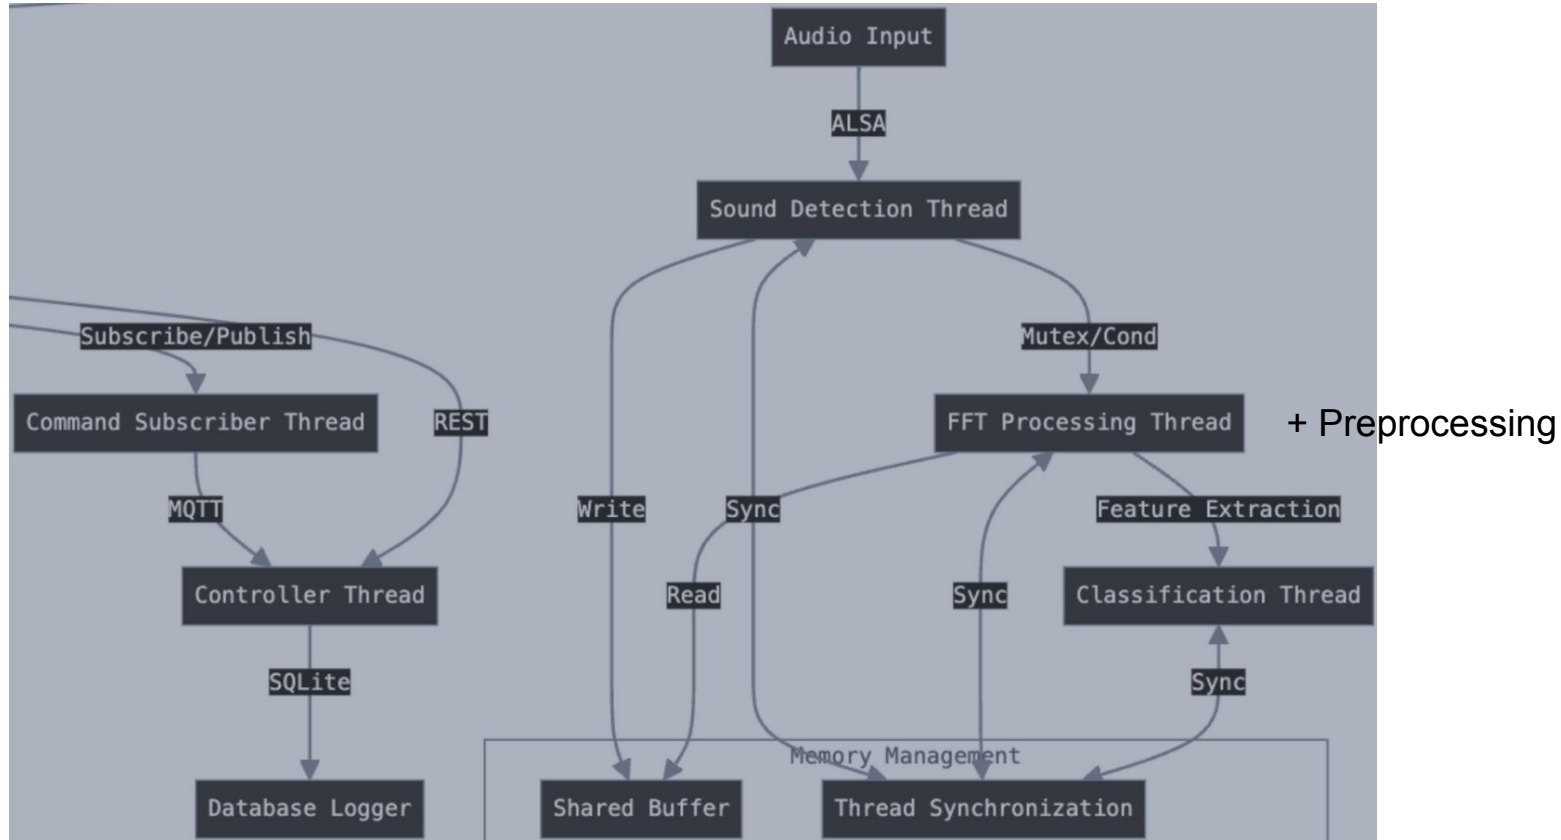 Audio Input
ALSA
Sound Detection Thread
Subscribe/Publish
Mutex/Cond
Command Subscriber Thread
REST
FFT Processing Thread
+ Preprocessing
MQTT
Write
Sync
Feature Extraction
Controller Thread
Read
Sync
Classification Thread
SQLite
Sync
Memory Management
Database Logger
Shared Buffer
Thread Synchronization